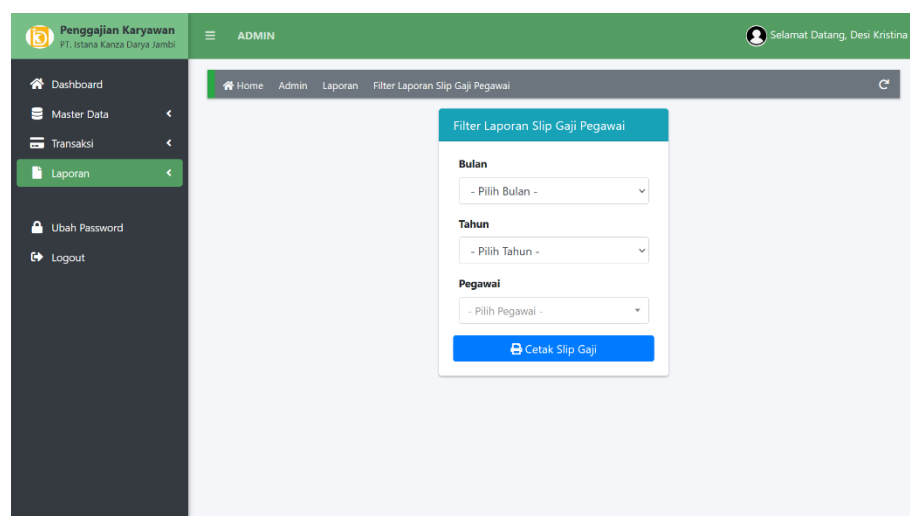 Penggajian Karyawan
PT. Istana Kanza Darya Jambi
ADMIN
Selamat Datang, Desi Kristina
Dashboard
Master Data
Transaksi
Laporan
Ubah Password
Logout
Home Admin Laporan Filter Laporan Slip Gaji Pegawai
Filter Laporan Slip Gaji Pegawai
Bulan
- Pilih Bulan -
Tahun
- Pilih Tahun -
Pegawai
- Pilih Pegawai -
Cetak Slip Gaji